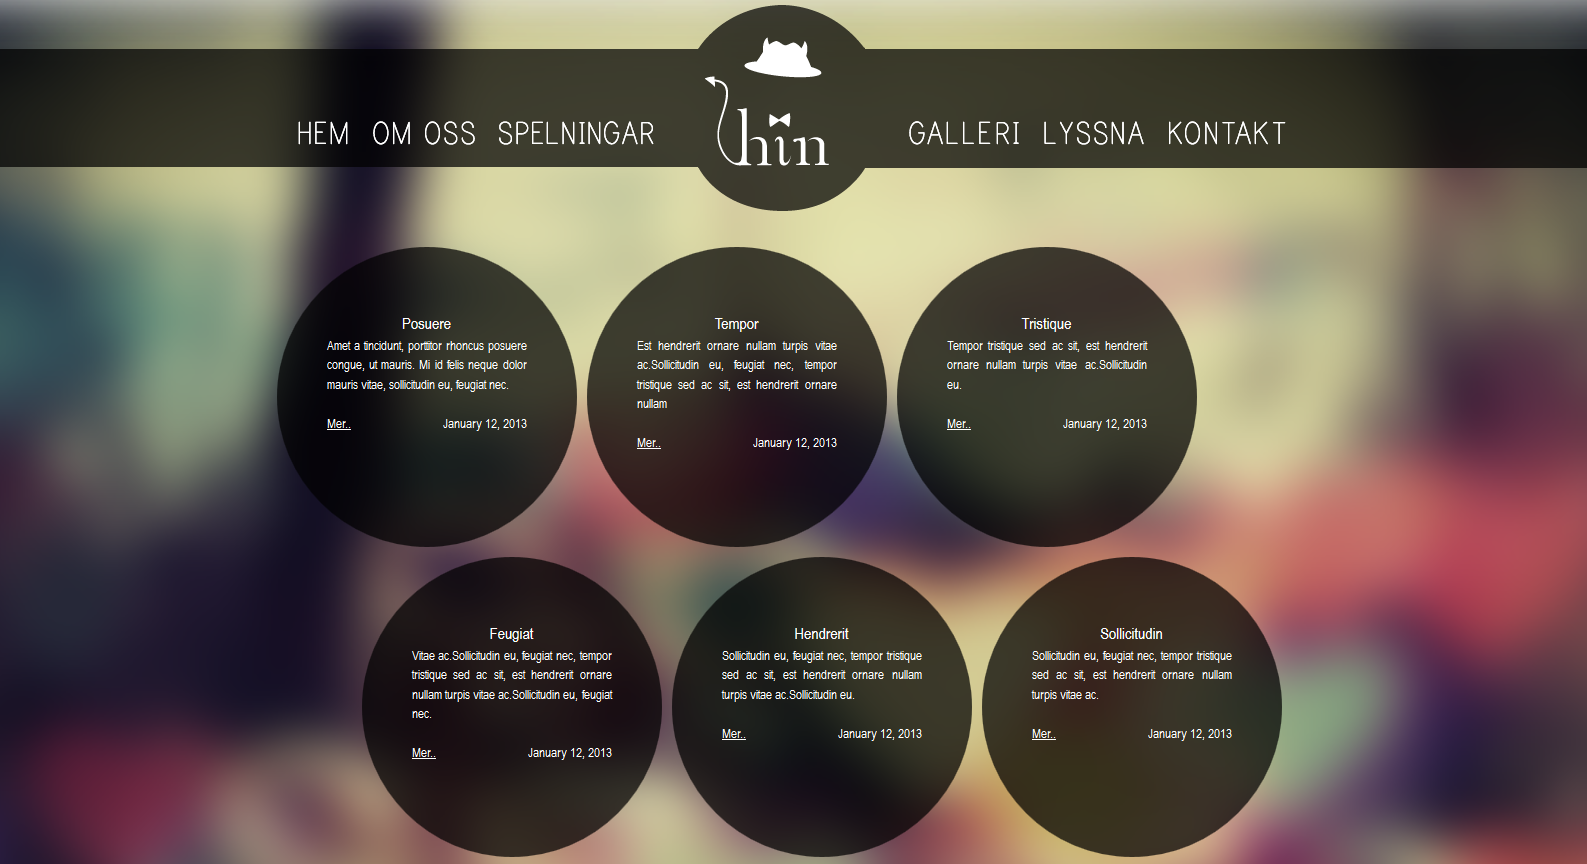 HEM OM OSS SPELNINGAR
hin
GALLERI LYSSNA KONTAKT
Posuere
Amet a tincidunt, porttitor rhoncus posuere
congue, ut mauris. Mi id felis neque dolor
mauris vitae, sollicitudin eu, feugiat nec.
Mer.. January 12, 2013
Tempor
Est hendrerit ornare nullam turpis vitae
ac.Sollicitudin eu, feugiat nec, tempor
tristique sed ac sit, est hendrerit ornare
nullam
Mer.. January 12, 2013
Tristique
Tempor tristique sed ac sit, est hendrerit
ornare nullam turpis vitae ac.Sollicitudin
eu.
Mer.. January 12, 2013
Feugiat
Vitae ac.Sollicitudin eu, feugiat nec, tempor
tristique sed ac sit, est hendrerit ornare
nullam turpis vitae ac.Sollicitudin eu, feugiat
nec.
Mer.. January 12, 2013
Hendrerit
Sollicitudin eu, feugiat nec, tempor tristique
sed ac sit, est hendrerit ornare nullam
turpis vitae ac.Sollicitudin eu.
Mer.. January 12, 2013
Sollicitudin
Sollicitudin eu, feugiat nec, tempor tristique
sed ac sit, est hendrerit ornare nullam
turpis vitae ac.
Mer.. January 12, 2013